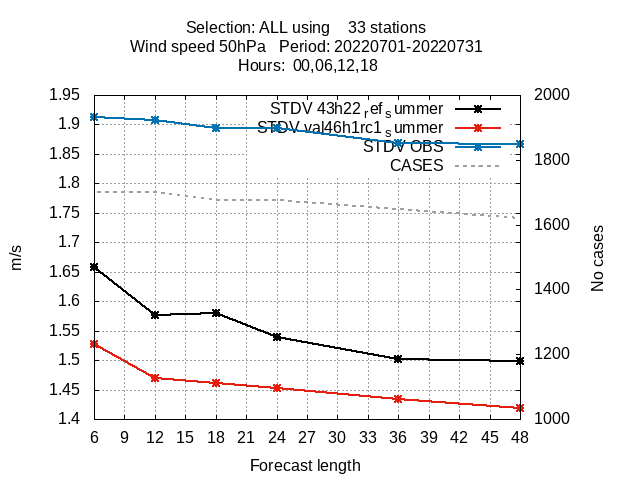 Selection: ALL using    33 stations
Wind speed 50hPa   Period: 20220701-20220731
Hours:  00,06,12,18
1.95 2000
STDV 43h22ref summer
1.9
STDV val46h1rc1summer
STDV OBS
1.85 1800
CASES
1.8
1.75
1600
1.7
m/s
No cases
1.65
1400
1.6
1.55
1200
1.5
1.45
1.4 1000
6 9 12 15 18 21 24 27 30 33 36 39 42 45 48
Forecast length